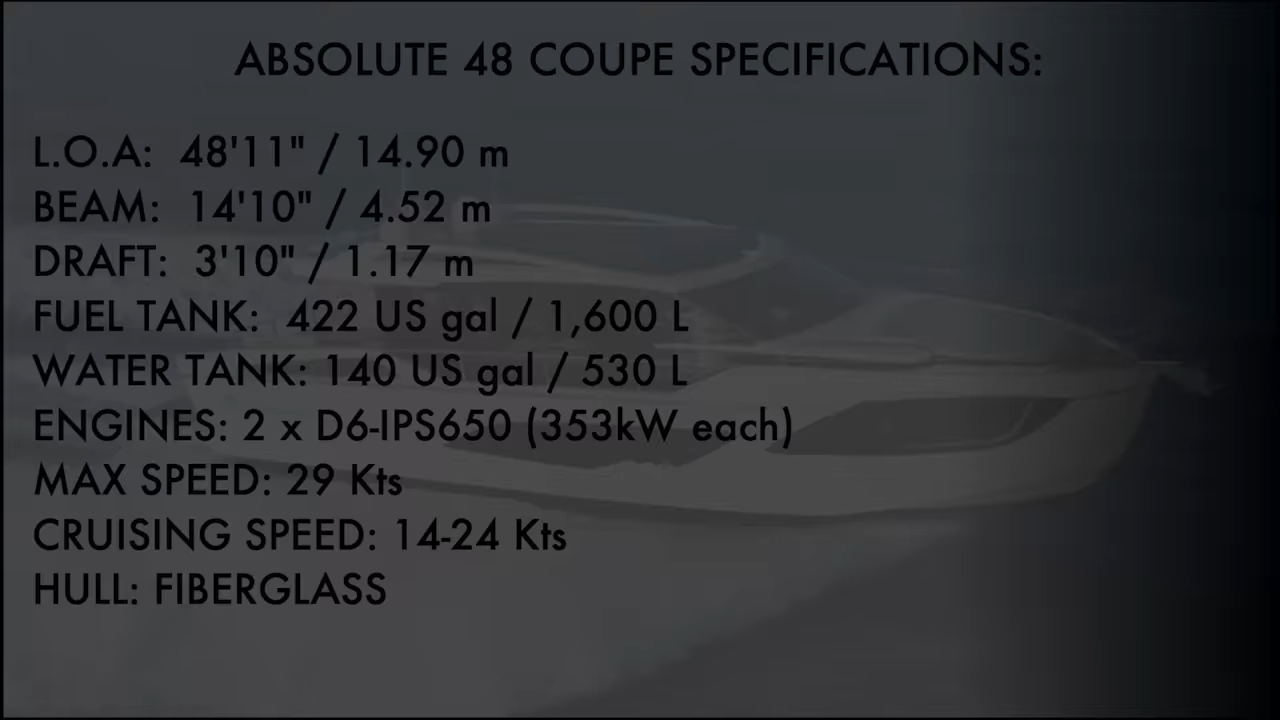 ABSOLUTE 48 COUPE SPECIFICATIONS:
L.O.A: 48'11" / 14.90 m
BEAM: 14'10" / 4.52 m
DRAFT: 3'10" / 1.17 m
FUEL TANK: 422 US gal / 1,600 L
WATER TANK: 140 US gal / 530 L
ENGINES: 2 x D6-IPS650 (353kW each)
MAX SPEED: 29 Kts
CRUISING SPEED: 14-24 Kts
HULL: FIBERGLASS